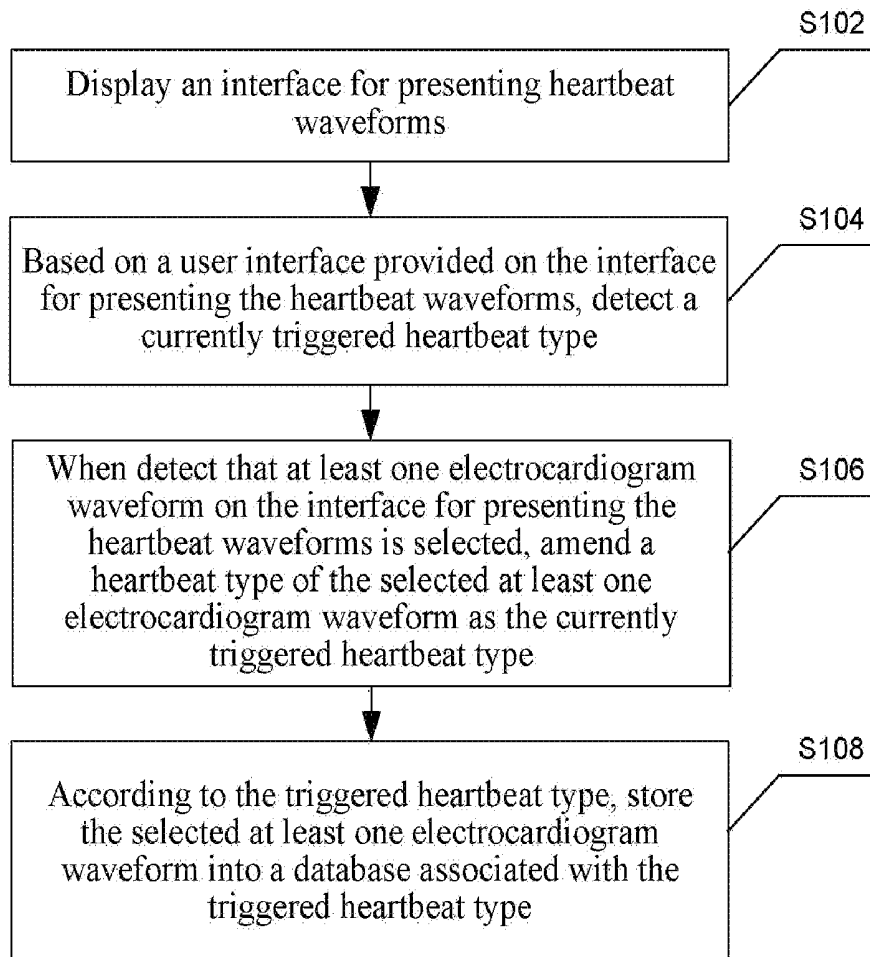 S102
Display an interface for presenting heartbeat
waveforms
S104
Based on a user interface provided on the interface
for presenting the heartbeat waveforms, detect a
currently triggered heartbeat type
S106
When detect that at least one electrocardiogram
waveform on the interface for presenting the
heartbeat waveforms is selected, amend a
heartbeat type of the selected at least one
electrocardiogram waveform as the currently
triggered heartbeat type
S108
According to the triggered heartbeat type, store
the selected at least one electrocardiogram
waveform into a database associated with the
triggered heartbeat type